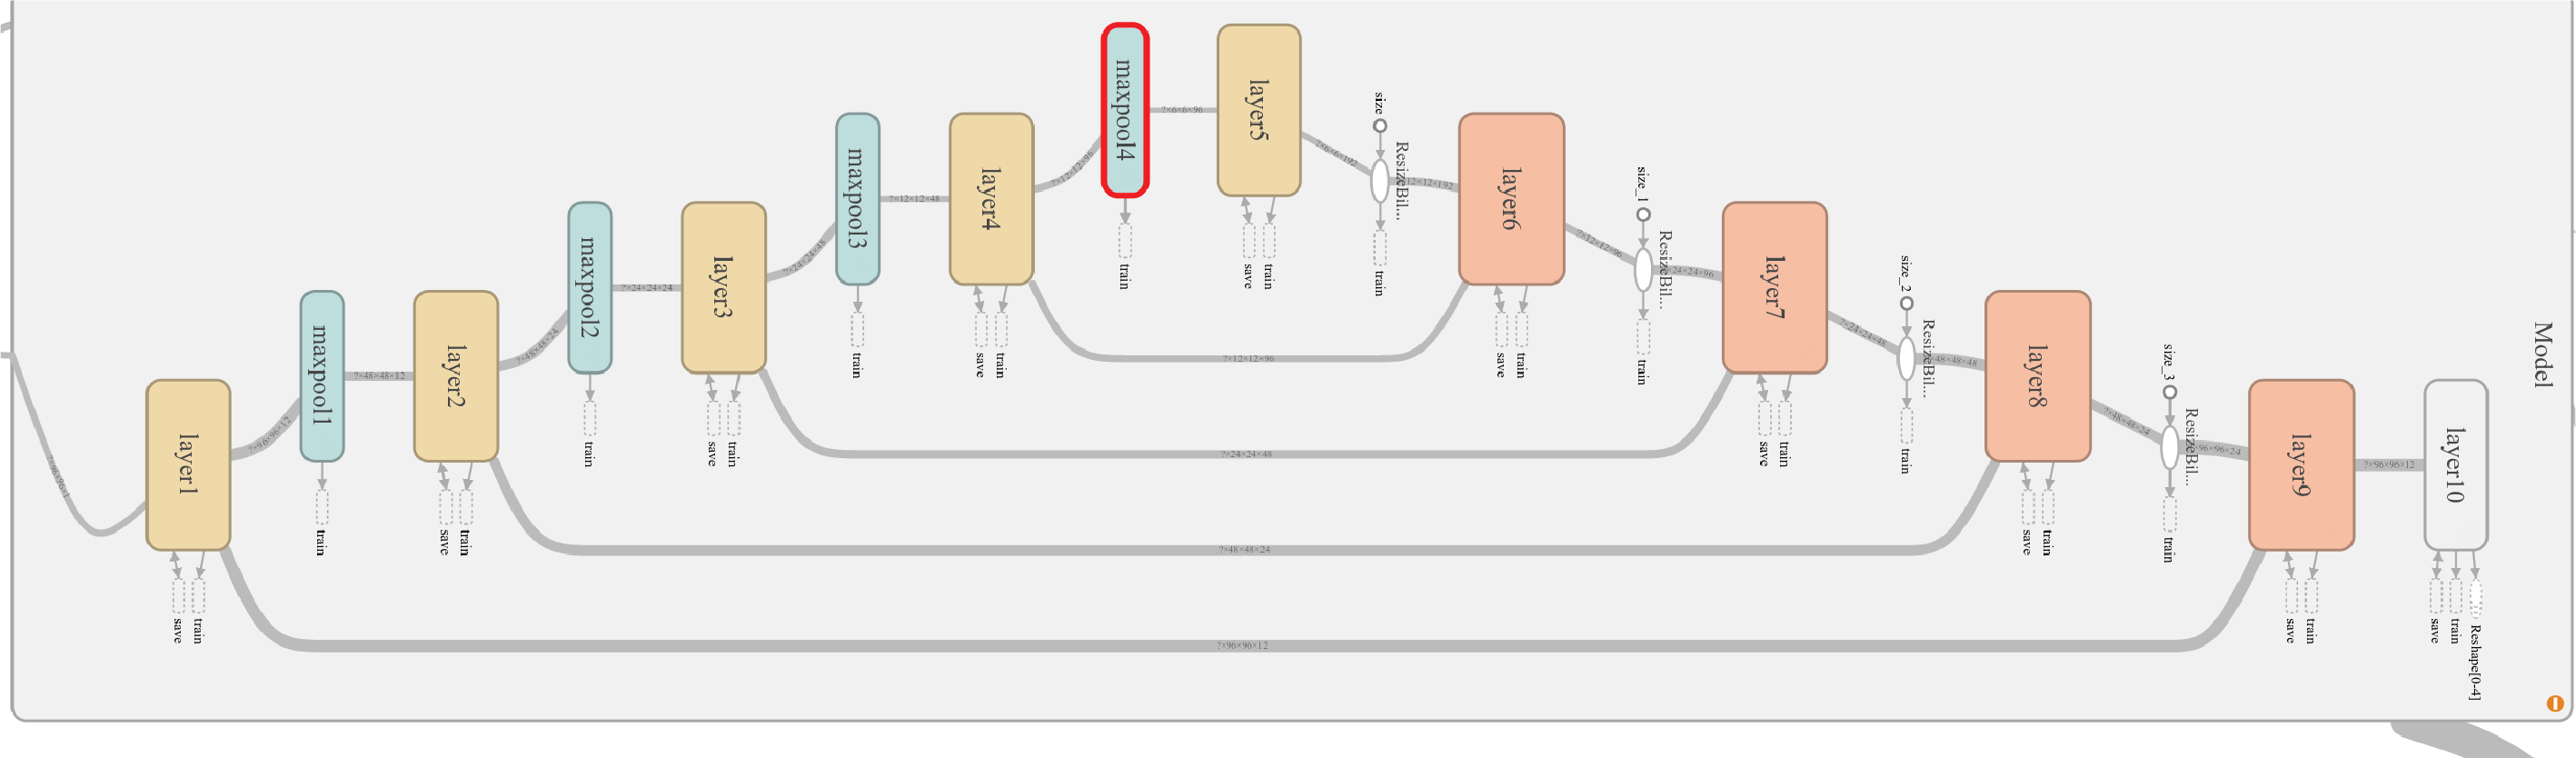 layer1
maxpool1
layer2
maxpool2
layer3
maxpool3
layer4
maxpool4
layer5
size
ResizeBil...
layer6
size_1
ResizeBil...
layer7
size_2
ResizeBil...
layer8
size_3
ResizeBil...
layer9
layer10
Model
?×96×96×1
?×96×96×12
?×48×48×12
?×48×48×24
?×24×24×24
?×24×24×48
?×12×12×48
?×12×12×96
?×6×6×96
?×6×6×192
12×12×192
?×12×12×96
24×24×96
?×24×24×48
48×48×48
?×48×48×24
96×96×24
?×96×96×12
?×12×12×96
?×24×24×48
?×48×48×24
?×96×96×12
save
train
train
save
train
train
save
train
train
save
train
train
save
train
train
save
train
train
save
train
train
save
train
train
save
train
save
train
Reshape[0-4]